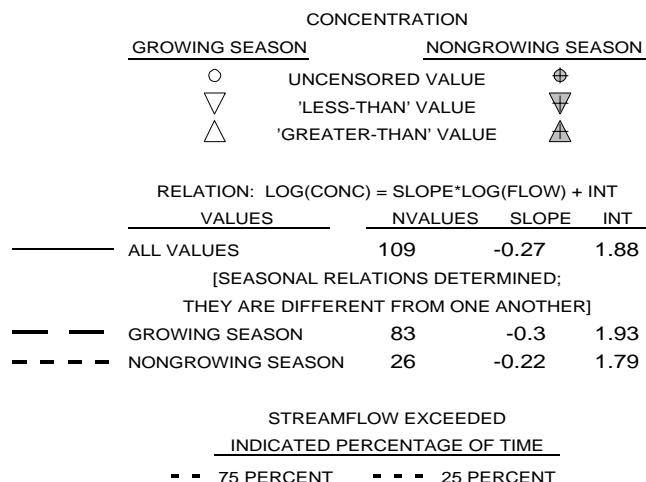 CONCENTRATION
GROWING SEASON NONGROWING SEASON
UNCENSORED VALUE
'LESS-THAN' VALUE
'GREATER-THAN' VALUE
RELATION: LOG(CONC) = SLOPE*LOG(FLOW) + INT
VALUES NVALUES SLOPE INT
ALL VALUES 109 -0.27 1.88
[SEASONAL RELATIONS DETERMINED;
THEY ARE DIFFERENT FROM ONE ANOTHER]
GROWING SEASON 83 -0.3 1.93
NONGROWING SEASON 26 -0.22 1.79
STREAMFLOW EXCEEDED
INDICATED PERCENTAGE OF TIME
75 PERCENT 25 PERCENT